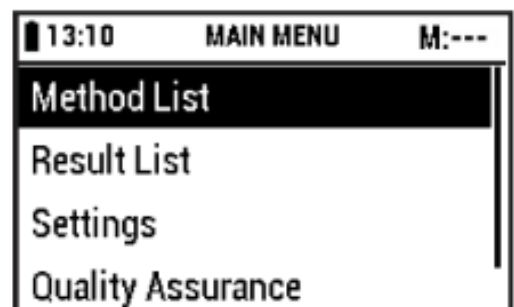 13:10 MAIN MENU M:---
Method List
Result List
Settings
Quality Assurance